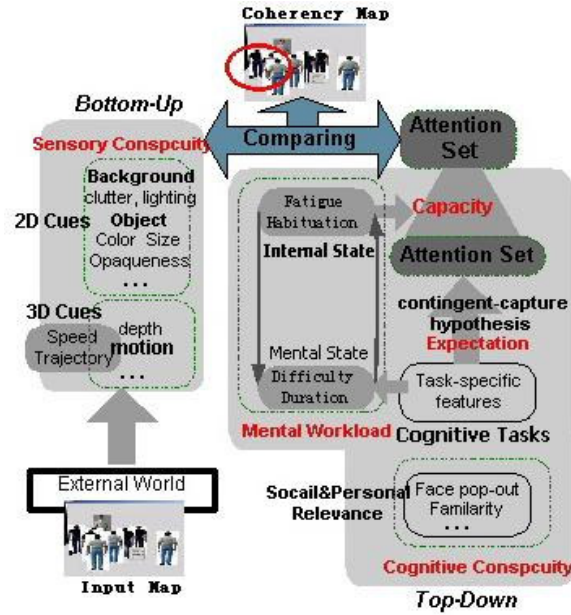 Coherency Map
Bottom-Up
Comparing
Attention
Set
Sensory Conspcuity
Background
clutter, lighting
Object
Color Size
Opaqueness
...
2D Cues
3D Cues
Speed
Trajectory
depth
motion
...
External World
Input Map
Fatigue
Habituation
Internal State
Capacity
Attention Set
contingent-capture
hypothesis
Expectation
Mental State
Difficulty
Duration
Mental Workload
Task-specific
features
Cognitive Tasks
Socail&Personal
Relevance
Face pop-out
Familarity
...
Cognitive Conspcuity
Top-Down